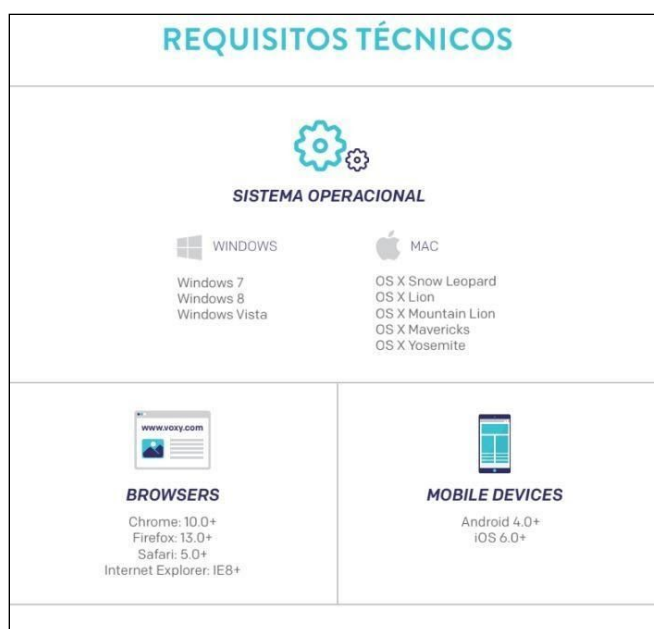 REQUISITOS TÉCNICOS
SISTEMA OPERACIONAL
WINDOWS
Windows 7
Windows 8
Windows Vista
MAC
OS X Snow Leopard
OS X Lion
OS X Mountain Lion
OS X Mavericks
OS X Yosemite
www.voxy.com
BROWSERS
Chrome: 10.0+
Firefox: 13.0+
Safari: 5.0+
Internet Explorer: IE8+
MOBILE DEVICES
Android 4.0+
iOS 6.0+